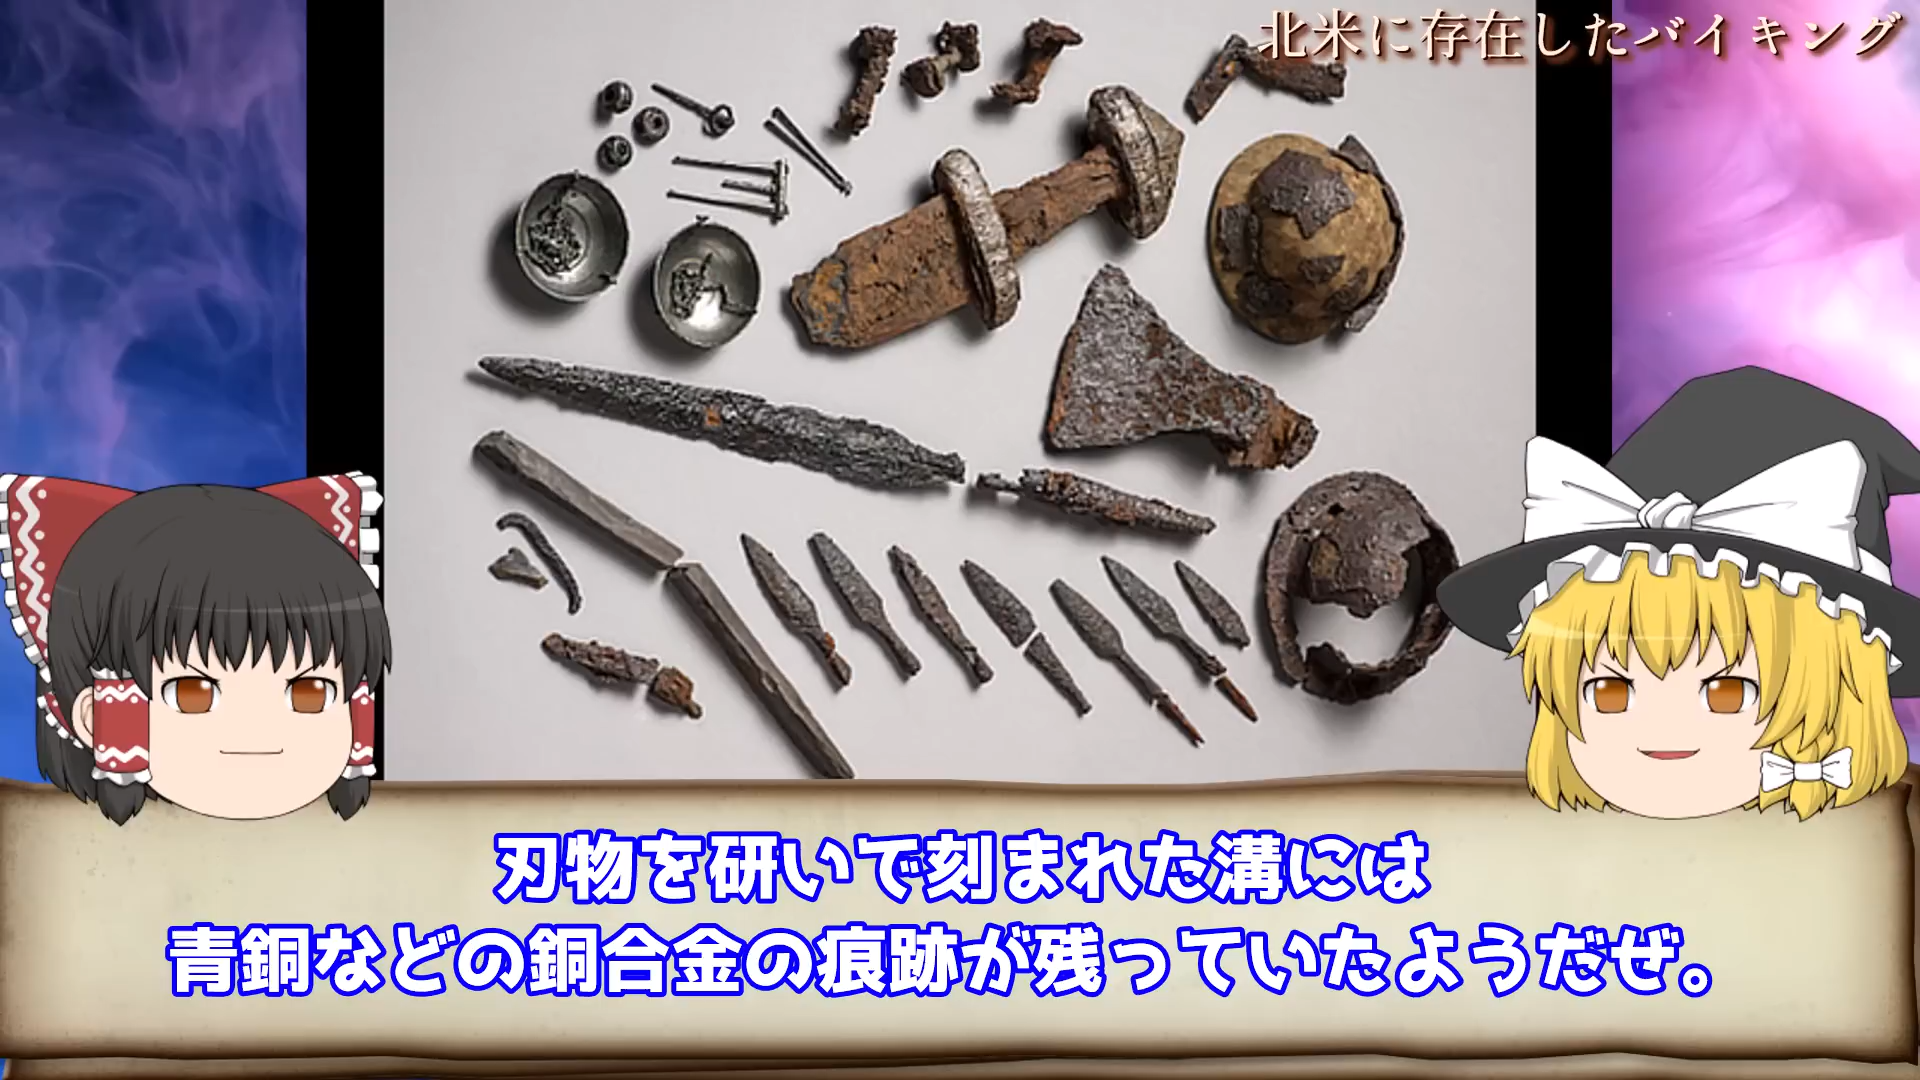 北米に存在したバイキング
刃物を研いで刻まれた溝には
青銅などの銅合金の痕跡が残っていたようだぜ。